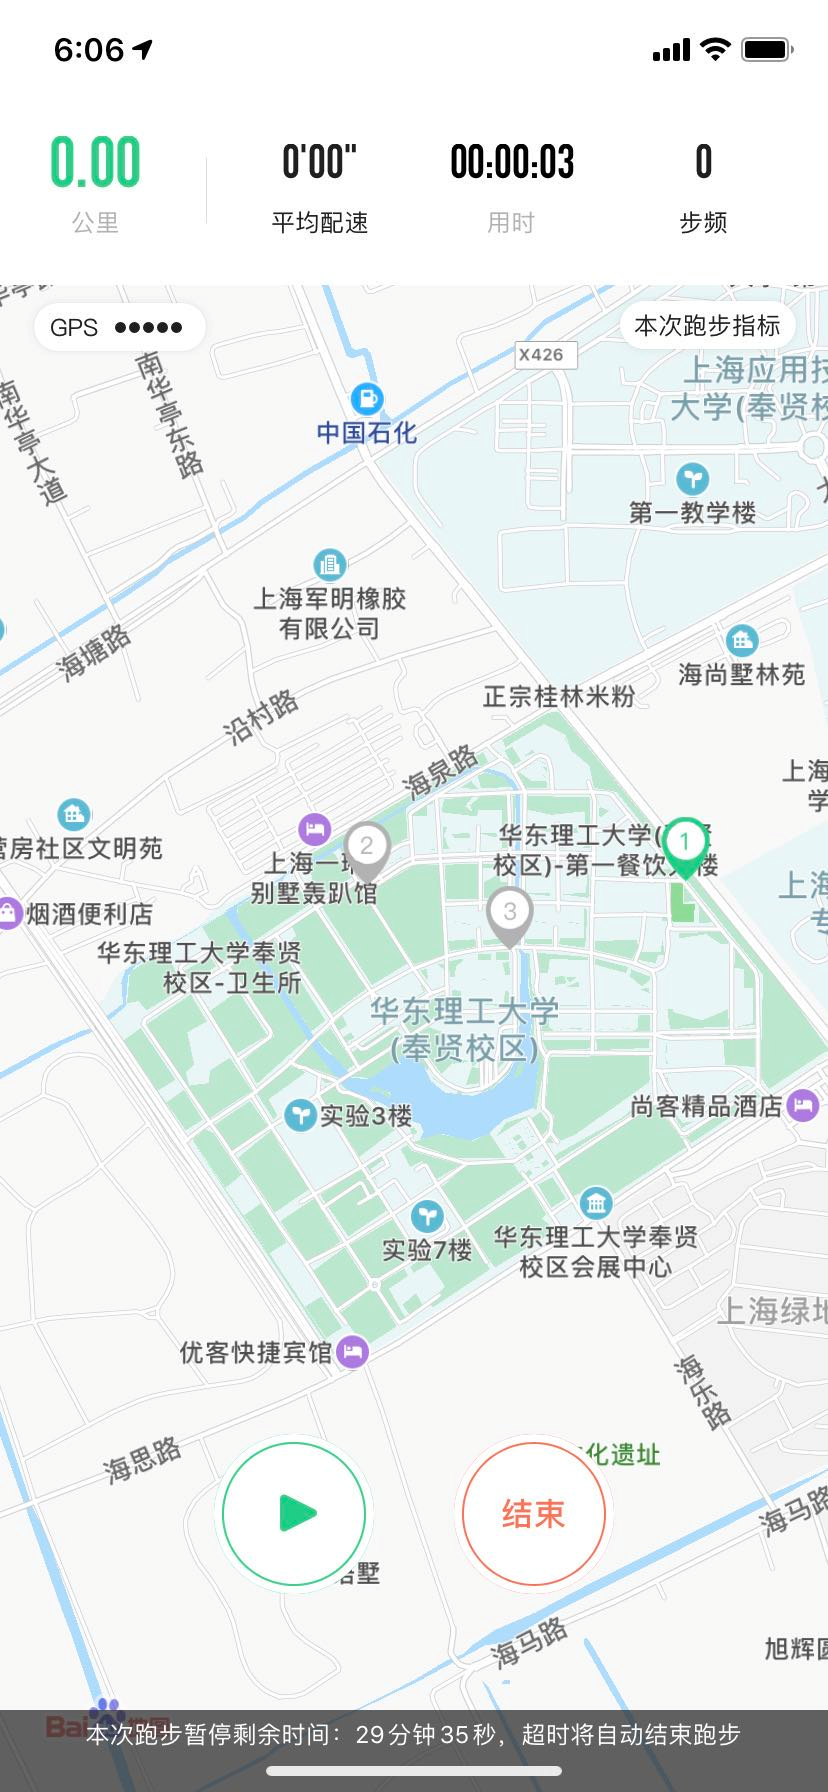 6:06
0.00
0'00"
00:00:03
0
公里
平均配速
用时
步频
GPS
本次跑步指标
X426
上海应用技
大学(奉贤校
南华亭大道
南华亭东路
中国石化
第一教学楼
上海军明橡胶
有限公司
海塘路
海尚墅林苑
正宗桂林米粉
沿村路
海泉路
上海
营房社区文明苑
华东理工大学(
校区)-第一餐饮
楼
1
2
上海一
别墅轰趴馆
3
上海
烟酒便利店
华东理工大学奉贤
校区-卫生所
华东理工大学
(奉贤校区)
尚客精品酒店
实验3楼
实验7楼
华东理工大学奉贤
校区会展中心
上海绿地
优客快捷宾馆
海乐路
海思路
化遗址
结束
海马路
墅
海马路
旭辉圆
Bai
本次跑步暂停剩余时间：29分钟35秒，超时将自动结束跑步